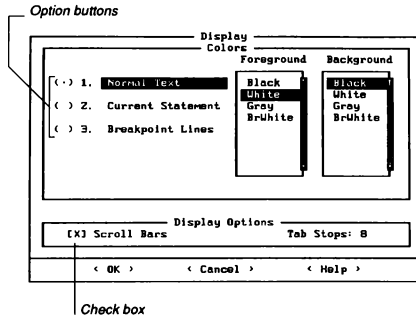 Option buttons
Display
Colors
Foreground Background
(·) 1. Normal Text Black Black
( ) 2. Current Statement White White
Gray Gray
( ) 3. Breakpoint Lines BrWhite BrWhite
Display Options
[X] Scroll Bars Tab Stops: 8
< OK > < Cancel > < Help >
Check box